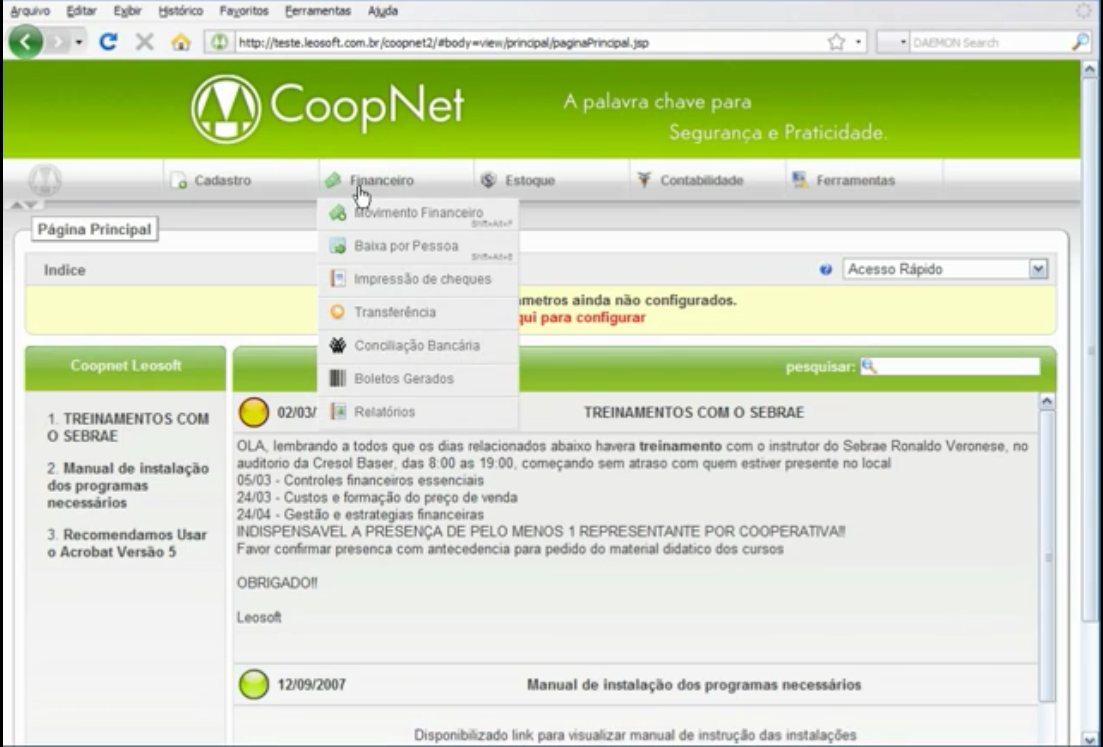 Arquivo Editar Exibir Histórico Favoritos Ferramentas Ajuda
http://teste.leosoft.com.br/coopnet2/#body=view/principal/paginaPrincipal.jsp
DAEMON Search
CoopNet
A palavra chave para
Segurança e Praticidade.
Cadastro Financeiro Estoque Contabilidade Ferramentas
Movimento Financeiro
Shift+Alt+F
Baixa por Pessoa
Impressão de cheques
Transferência
Conciliação Bancária
Boletos Gerados
Relatórios
Página Principal
Indice
Acesso Rápido
ametros ainda não configurados.
qui para configurar
Coopnet Leosoft
pesquisar:
1. TREINAMENTOS COM
O SEBRAE
2. Manual de instalação
dos programas
necessários
3. Recomendamos Usar
o Acrobat Versão 5
02/03/ TREINAMENTOS COM O SEBRAE
OLA, lembrando a todos que os dias relacionados abaixo havera treinamento com o instrutor do Sebrae Ronaldo Veronese, no
auditorio da Cresol Baser, das 8:00 as 19:00, começando sem atraso com quem estiver presente no local
05/03 - Controles financeiros essenciais
24/03 - Custos e formação do preço de venda
24/04 - Gestão e estrategias financeiras
INDISPENSAVEL A PRESENÇA DE PELO MENOS 1 REPRESENTANTE POR COOPERATIVA!!!
Favor confirmar presenca com antecedencia para pedido do material didatico dos cursos
OBRIGADO!!!
Leosoft
12/09/2007 Manual de instalação dos programas necessários
Disponibilizado link para visualizar manual de instrução das instalações